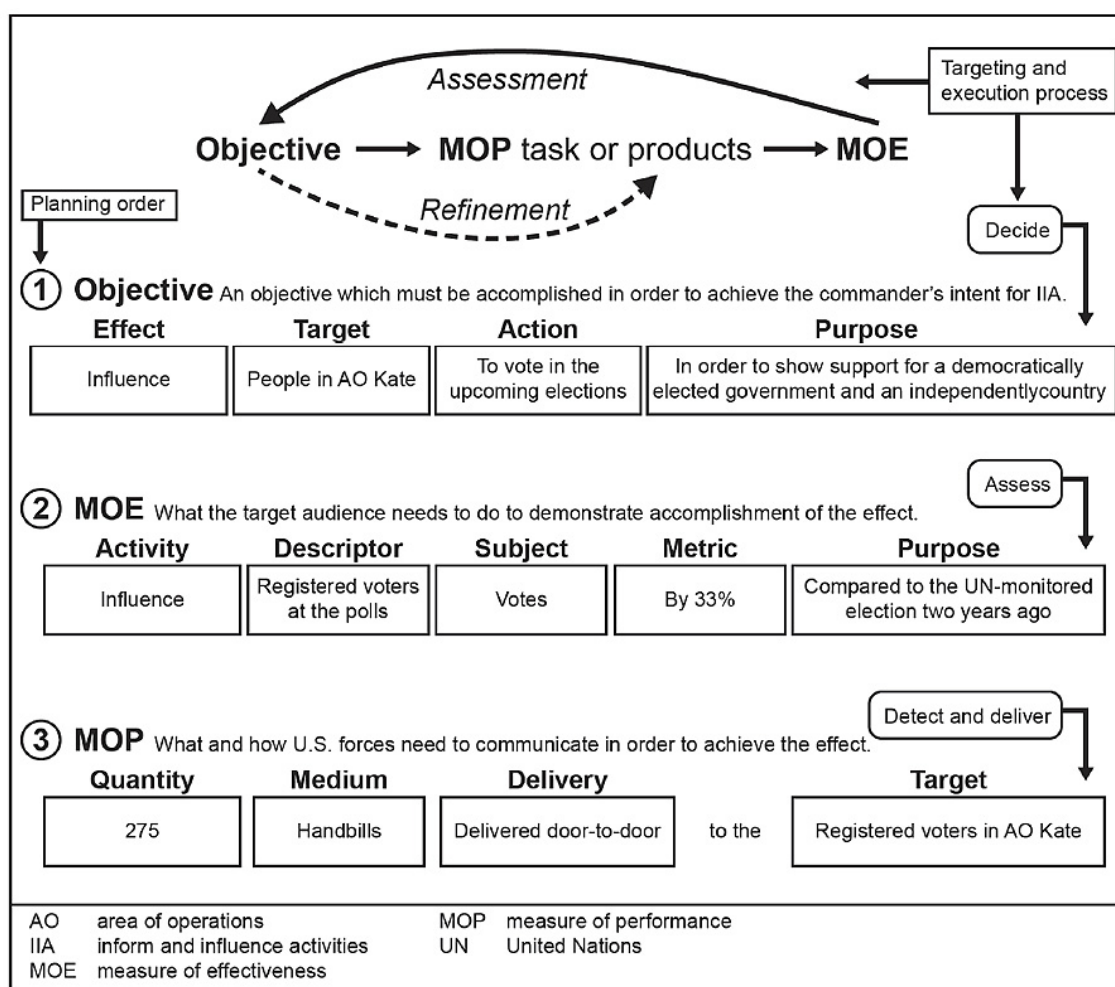 Assessment
Targeting and
execution process
Objective MOP task or products MOE
Refinement
Planning order
Decide
1 Objective An objective which must be accomplished in order to achieve the commander's intent for IIA.
Effect Target Action Purpose
Influence
People in AO Kate
To vote in the
upcoming elections
In order to show support for a democratically
elected government and an independentlycountry
Assess
2 MOE What the target audience needs to do to demonstrate accomplishment of the effect.
Activity Descriptor Subject Metric Purpose
Influence
Registered voters
at the polls
Votes
By 33%
Compared to the UN-monitored
election two years ago
Detect and deliver
3 MOP What and how U.S. forces need to communicate in order to achieve the effect.
Quantity Medium Delivery Target
275 Handbills Delivered door-to-door to the Registered voters in AO Kate
AO area of operations
IIA inform and influence activities
MOE measure of effectiveness
MOP measure of performance
UN United Nations